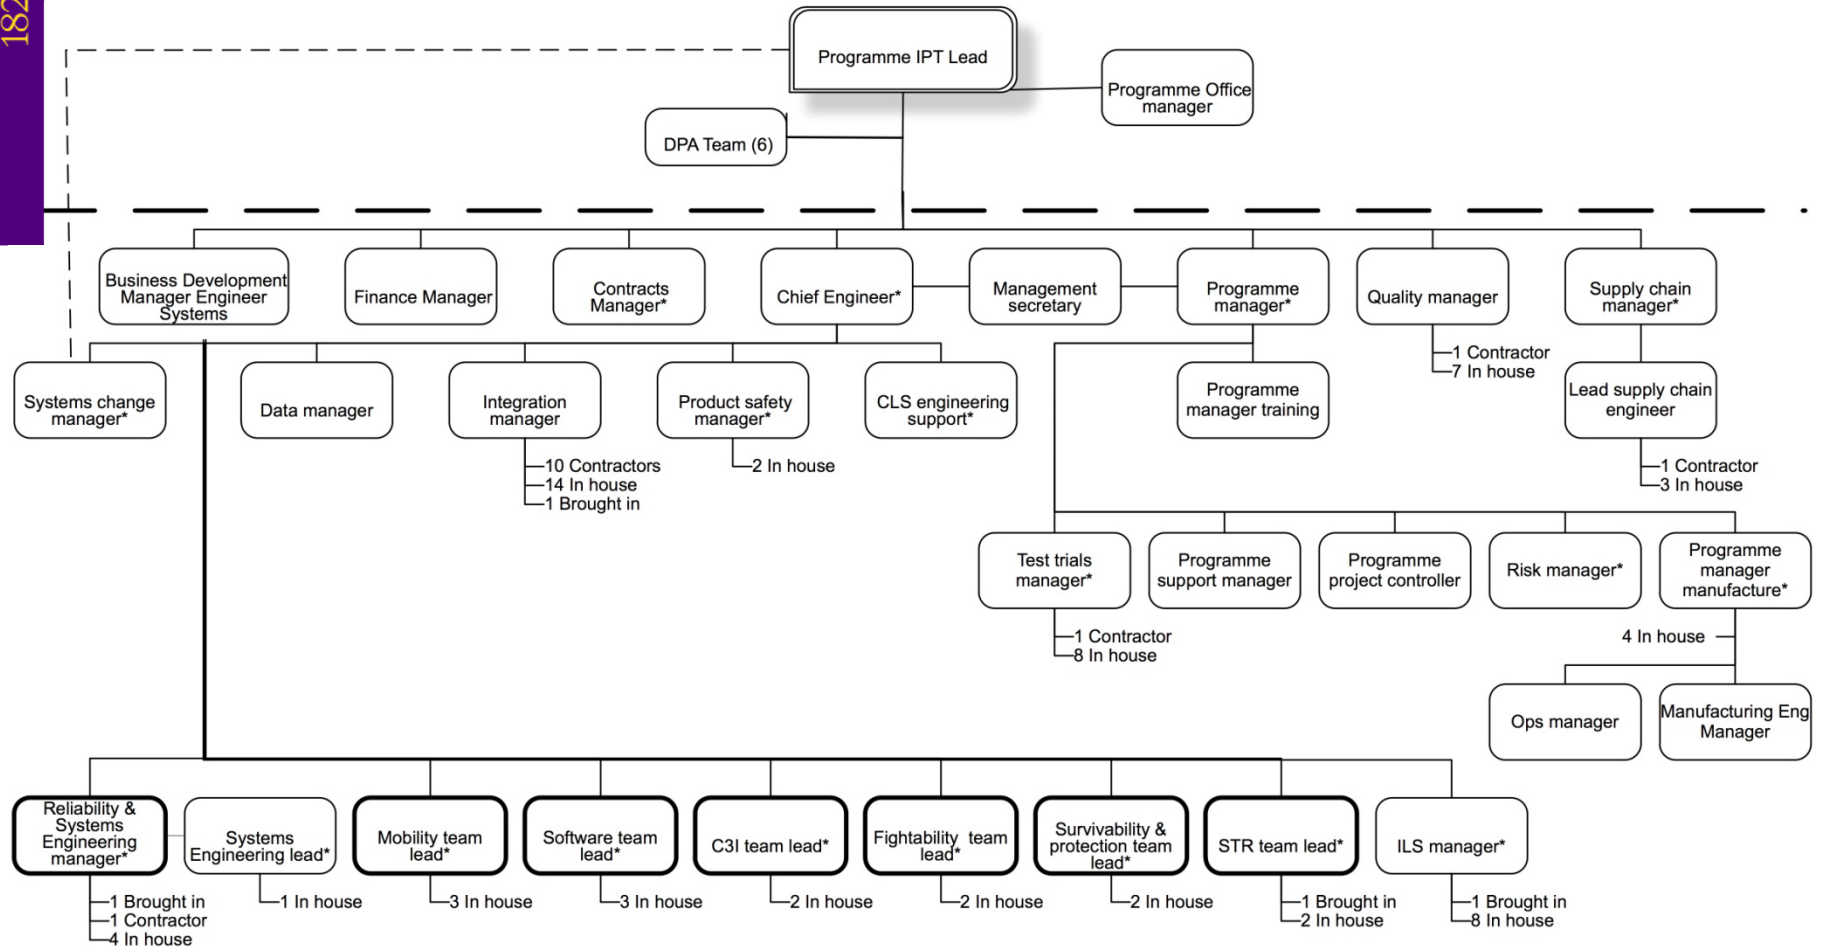 182
Programme IPT Lead
Programme Office
manager
DPA Team (6)
Business Development
Manager Engineer
Systems
Finance Manager
Contracts
Manager*
Chief Engineer*
Management
secretary
Programme
manager*
Quality manager
Supply chain
manager*
1 Contractor
7 In house
Systems change
manager*
Data manager
Integration
manager
Product safety
manager*
CLS engineering
support*
Programme
manager training
Lead supply chain
engineer
10 Contractors
14 In house
1 Brought in
2 In house
1 Contractor
3 In house
Test trials
manager*
Programme
support manager
Programme
project controller
Risk manager*
Programme
manager
manufacture*
1 Contractor
8 In house
4 In house
Ops manager
Manufacturing Eng
Manager
Reliability &
Systems
Engineering
manager*
Systems
Engineering lead*
Mobility team
lead*
Software team
lead*
C3I team lead*
Fightability team
lead*
Survivability &
protection team
lead*
STR team lead*
ILS manager*
1 Brought in
1 Contractor
4 In house
1 In house
3 In house
3 In house
2 In house
2 In house
2 In house
1 Brought in
2 In house
1 Brought in
8 In house